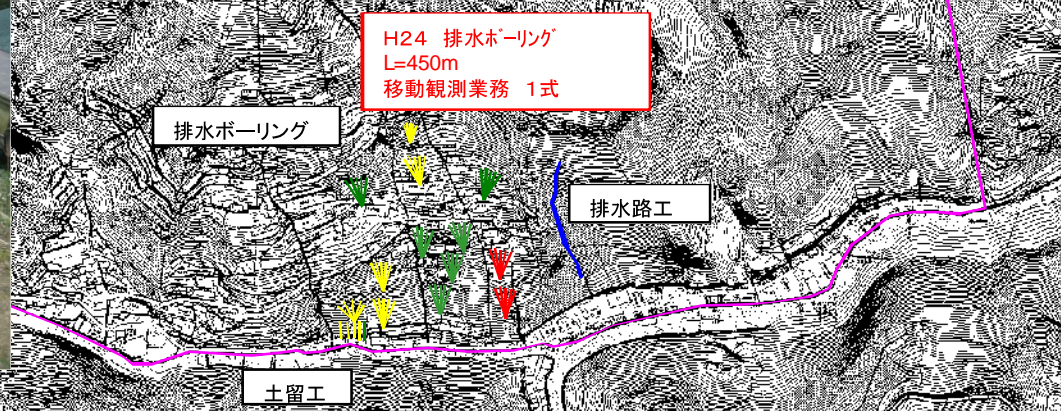 H24 排水ﾎﾞｰﾘﾝｸﾞ
L=450m
移動観測業務 1式
排水ボーリング
排水路工
土留工